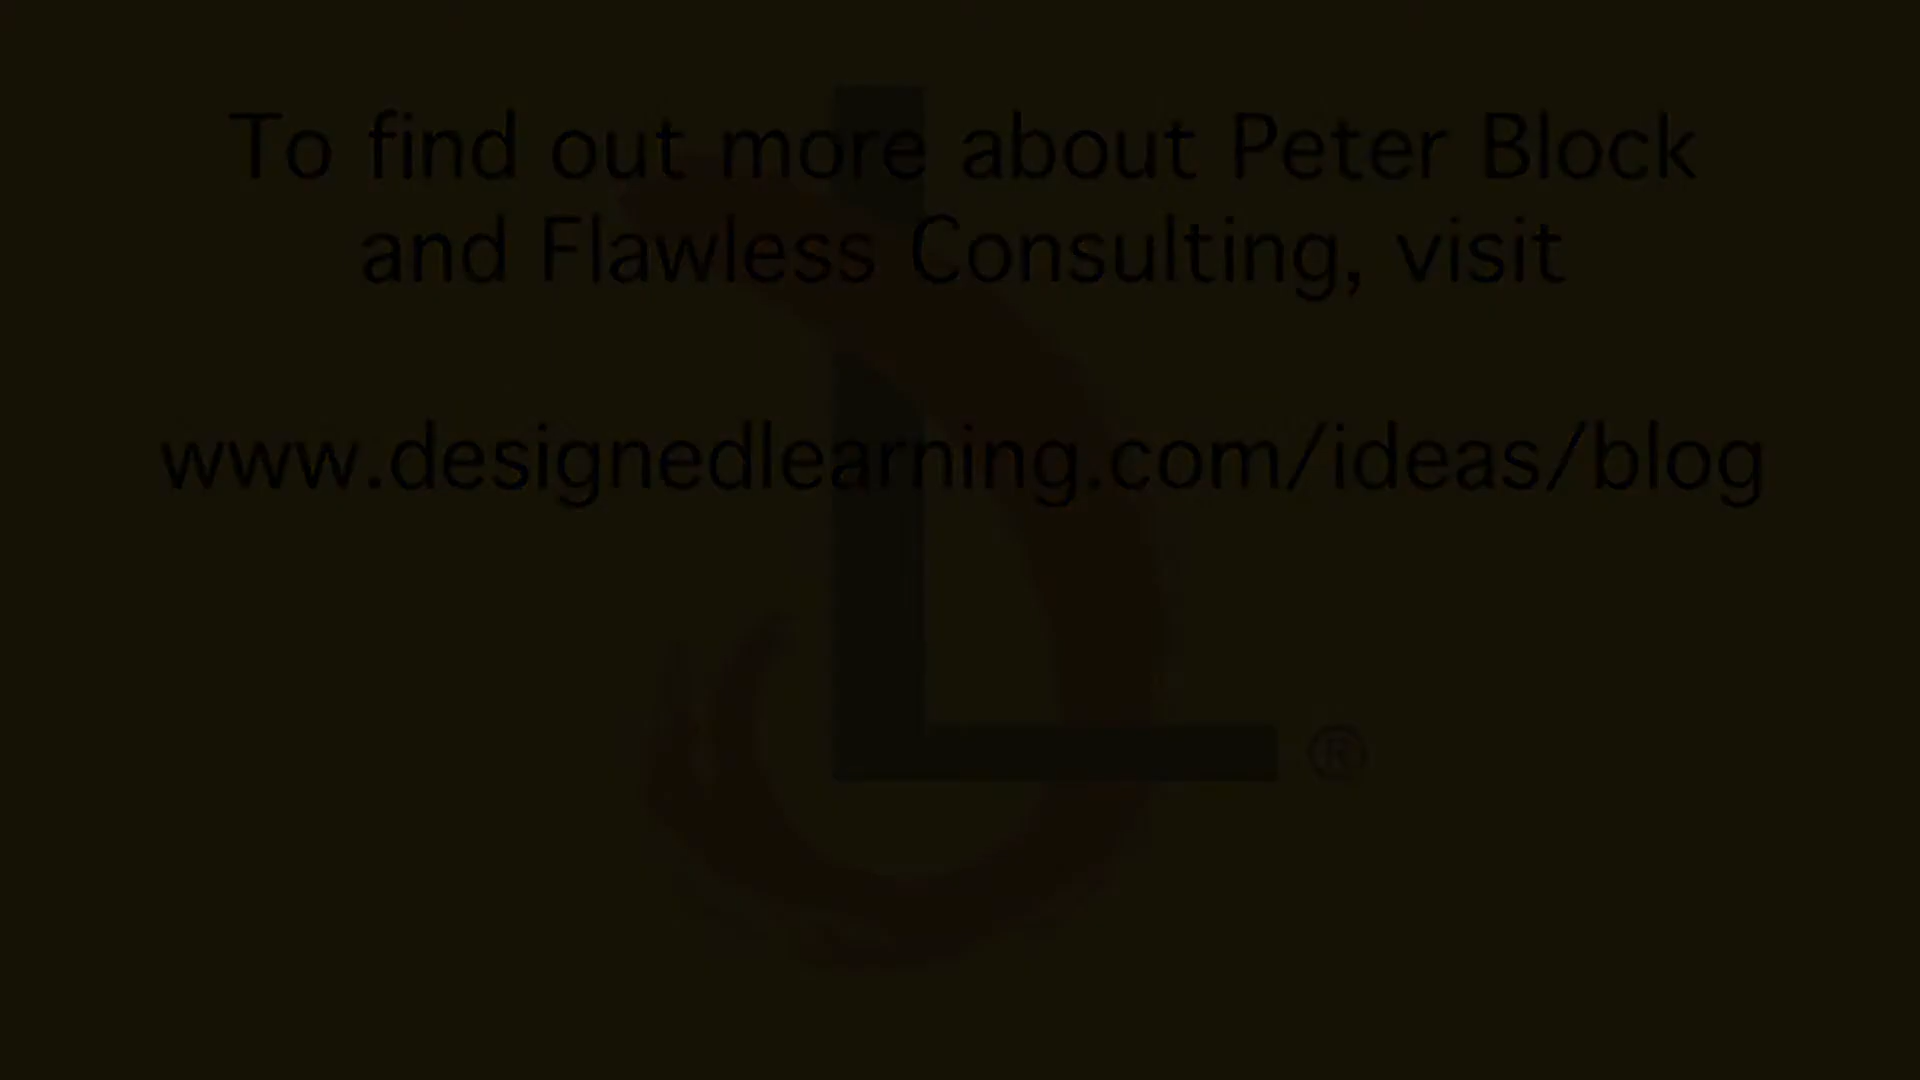 To find out more about Peter Block
and Flawless Consulting, visit
www.designedlearning.com/ideas/blog
L
®